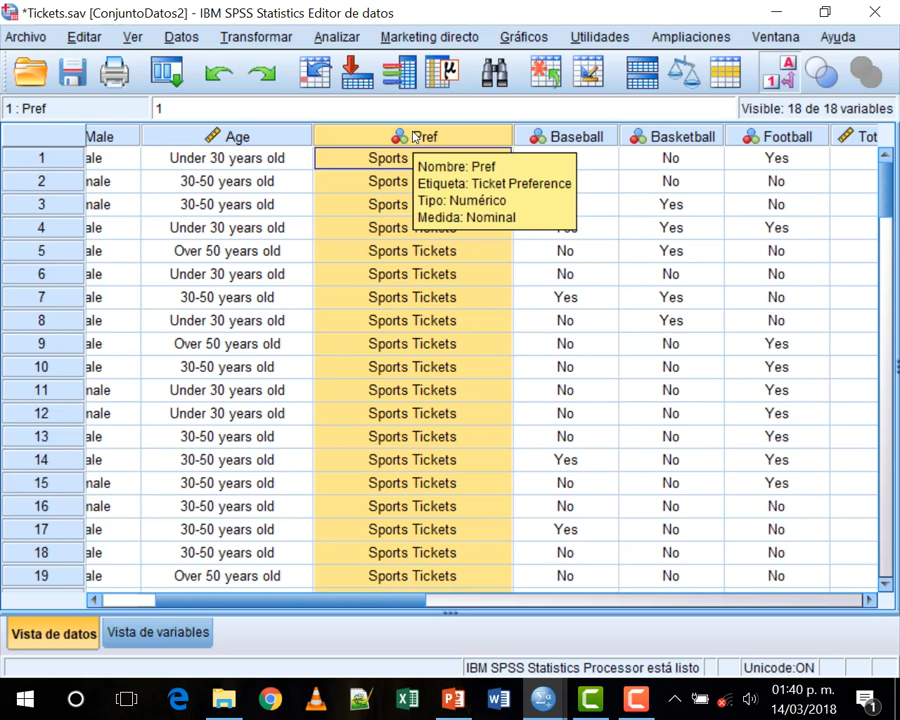 *Tickets.sav [ConjuntoDatos2] - IBM SPSS Statistics Editor de datos
Archivo Editar Ver Datos Transformar Analizar Marketing directo Gráficos Utilidades Ampliaciones Ventana Ayuda
1 : Pref 1 Visible: 18 de 18 variables
Male Age Pref Baseball Basketball Football Tot
1 ale Under 30 years old Sports No Yes
2 nale 30-50 years old Sports No No
3 nale 30-50 years old Sports Yes No
4 ale 30-50 years old Sports Yes Yes
5 ale Over 50 years old Sports Tickets No No Yes
6 ale Under 30 years old Sports Tickets No No No
7 ale 30-50 years old Sports Tickets Yes Yes No
8 ale Under 30 years old Sports Tickets No Yes No
9 ale Over 50 years old Sports Tickets No No Yes
10 ale 30-50 years old Sports Tickets No No Yes
11 nale Under 30 years old Sports Tickets No No Yes
12 nale Under 30 years old Sports Tickets No No Yes
13 ale 30-50 years old Sports Tickets No No Yes
14 ale 30-50 years old Sports Tickets Yes No Yes
15 nale 30-50 years old Sports Tickets No No Yes
16 nale 30-50 years old Sports Tickets No No No
17 ale 30-50 years old Sports Tickets Yes No No
18 ale 30-50 years old Sports Tickets No No No
19 ale Over 50 years old Sports Tickets No No No
Nombre: Pref
Etiqueta: Ticket Preference
Tipo: Numérico
Medida: Nominal
Vista de datos Vista de variables
IBM SPSS Statistics Processor está listo Unicode:ON
01:40 p. m.
14/03/2018
1